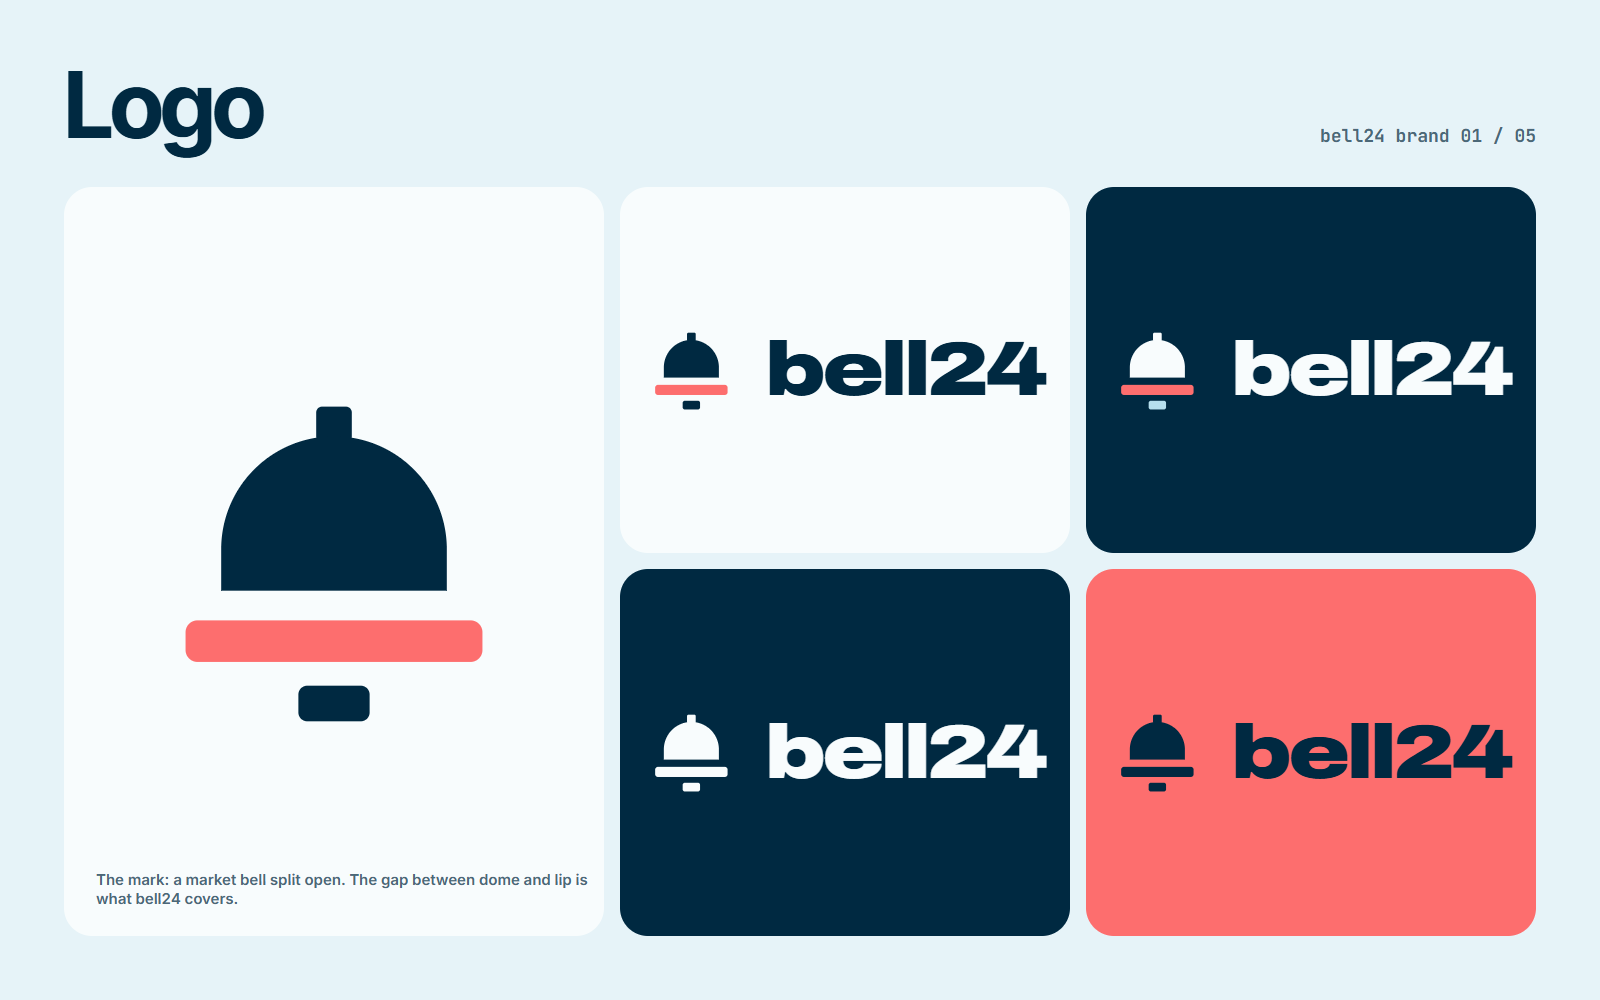 Logo
bell24 brand 01 / 05
bell24
bell24
bell24
bell24
The mark: a market bell split open. The gap between dome and lip is
what bell24 covers.